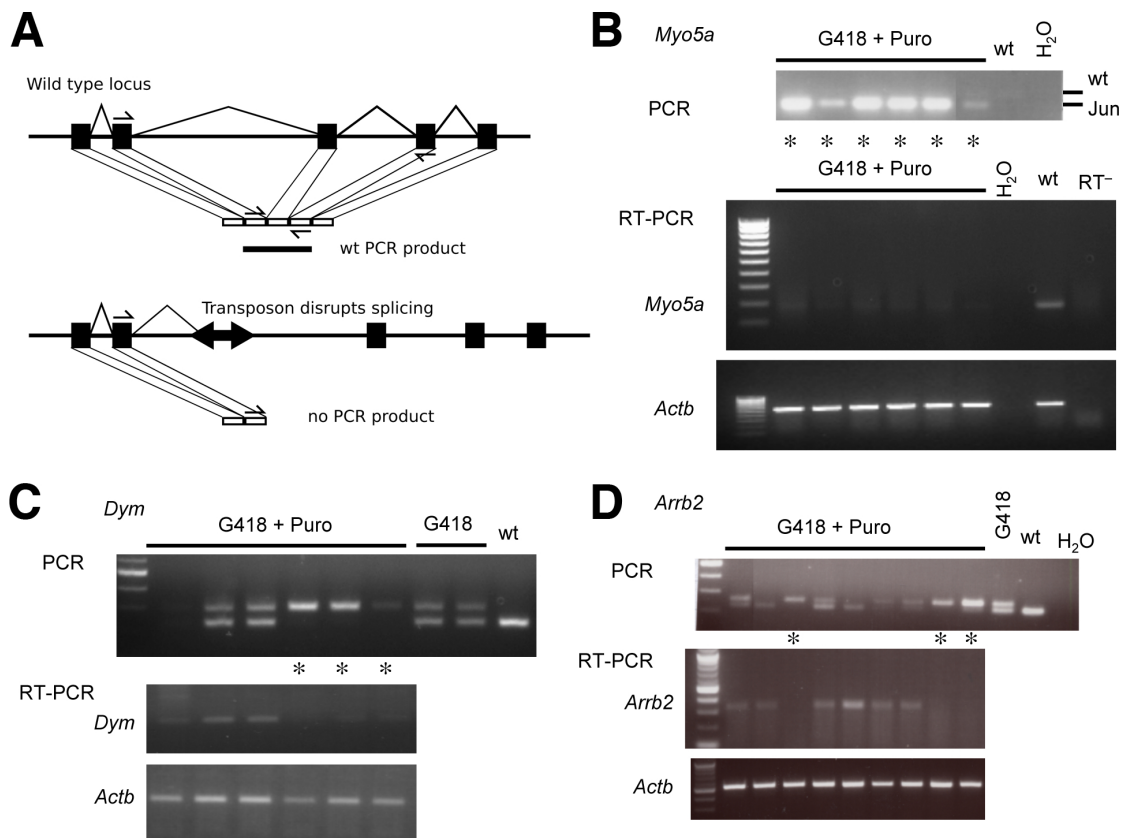 A
Wild type locus
wt PCR product
Transposon disrupts splicing
no PCR product
B
Myo5a
G418 + Puro
wt
H₂O
PCR
wt
Jun
* * * * * *
G418 + Puro
H₂O
wt
RT⁻
RT-PCR
Myo5a
Actb
C
Dym
G418 + Puro
G418
wt
PCR
* * *
RT-PCR
Dym
Actb
D
Arrb2
G418 + Puro
G418
wt
H₂O
PCR
* * *
RT-PCR
Arrb2
Actb